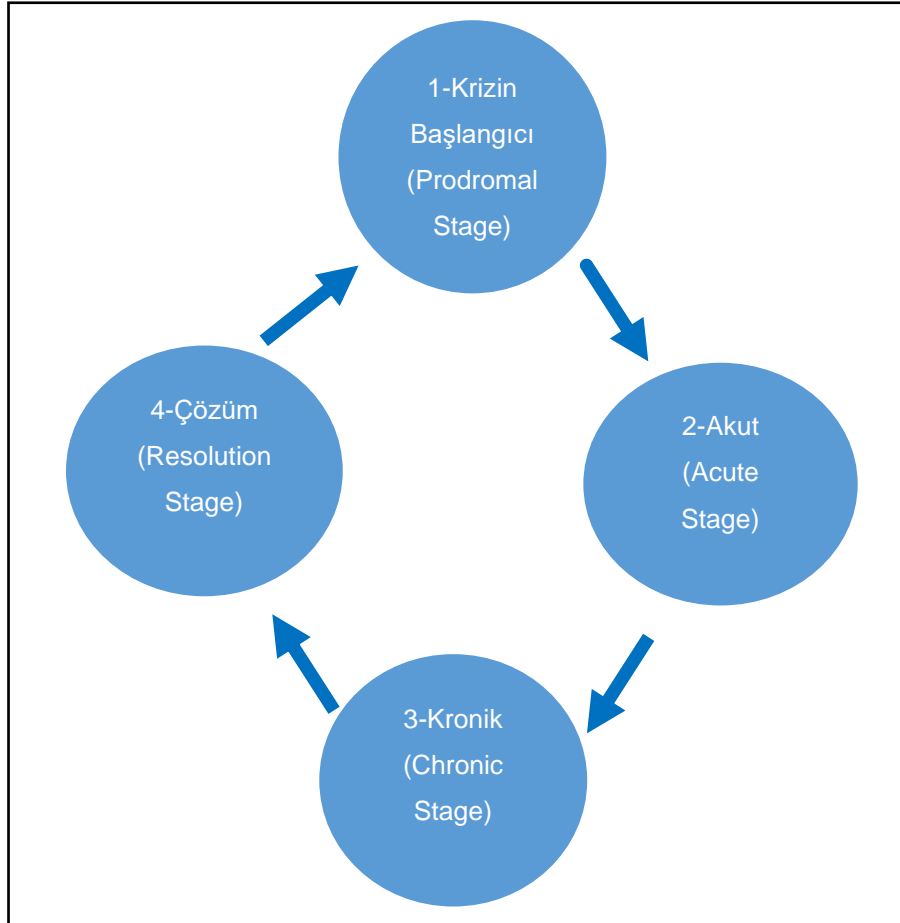 1-Krizin
Başlangıcı
(Prodromal
Stage)
2-Akut
(Acute
Stage)
3-Kronik
(Chronic
Stage)
4-Çözüm
(Resolution
Stage)